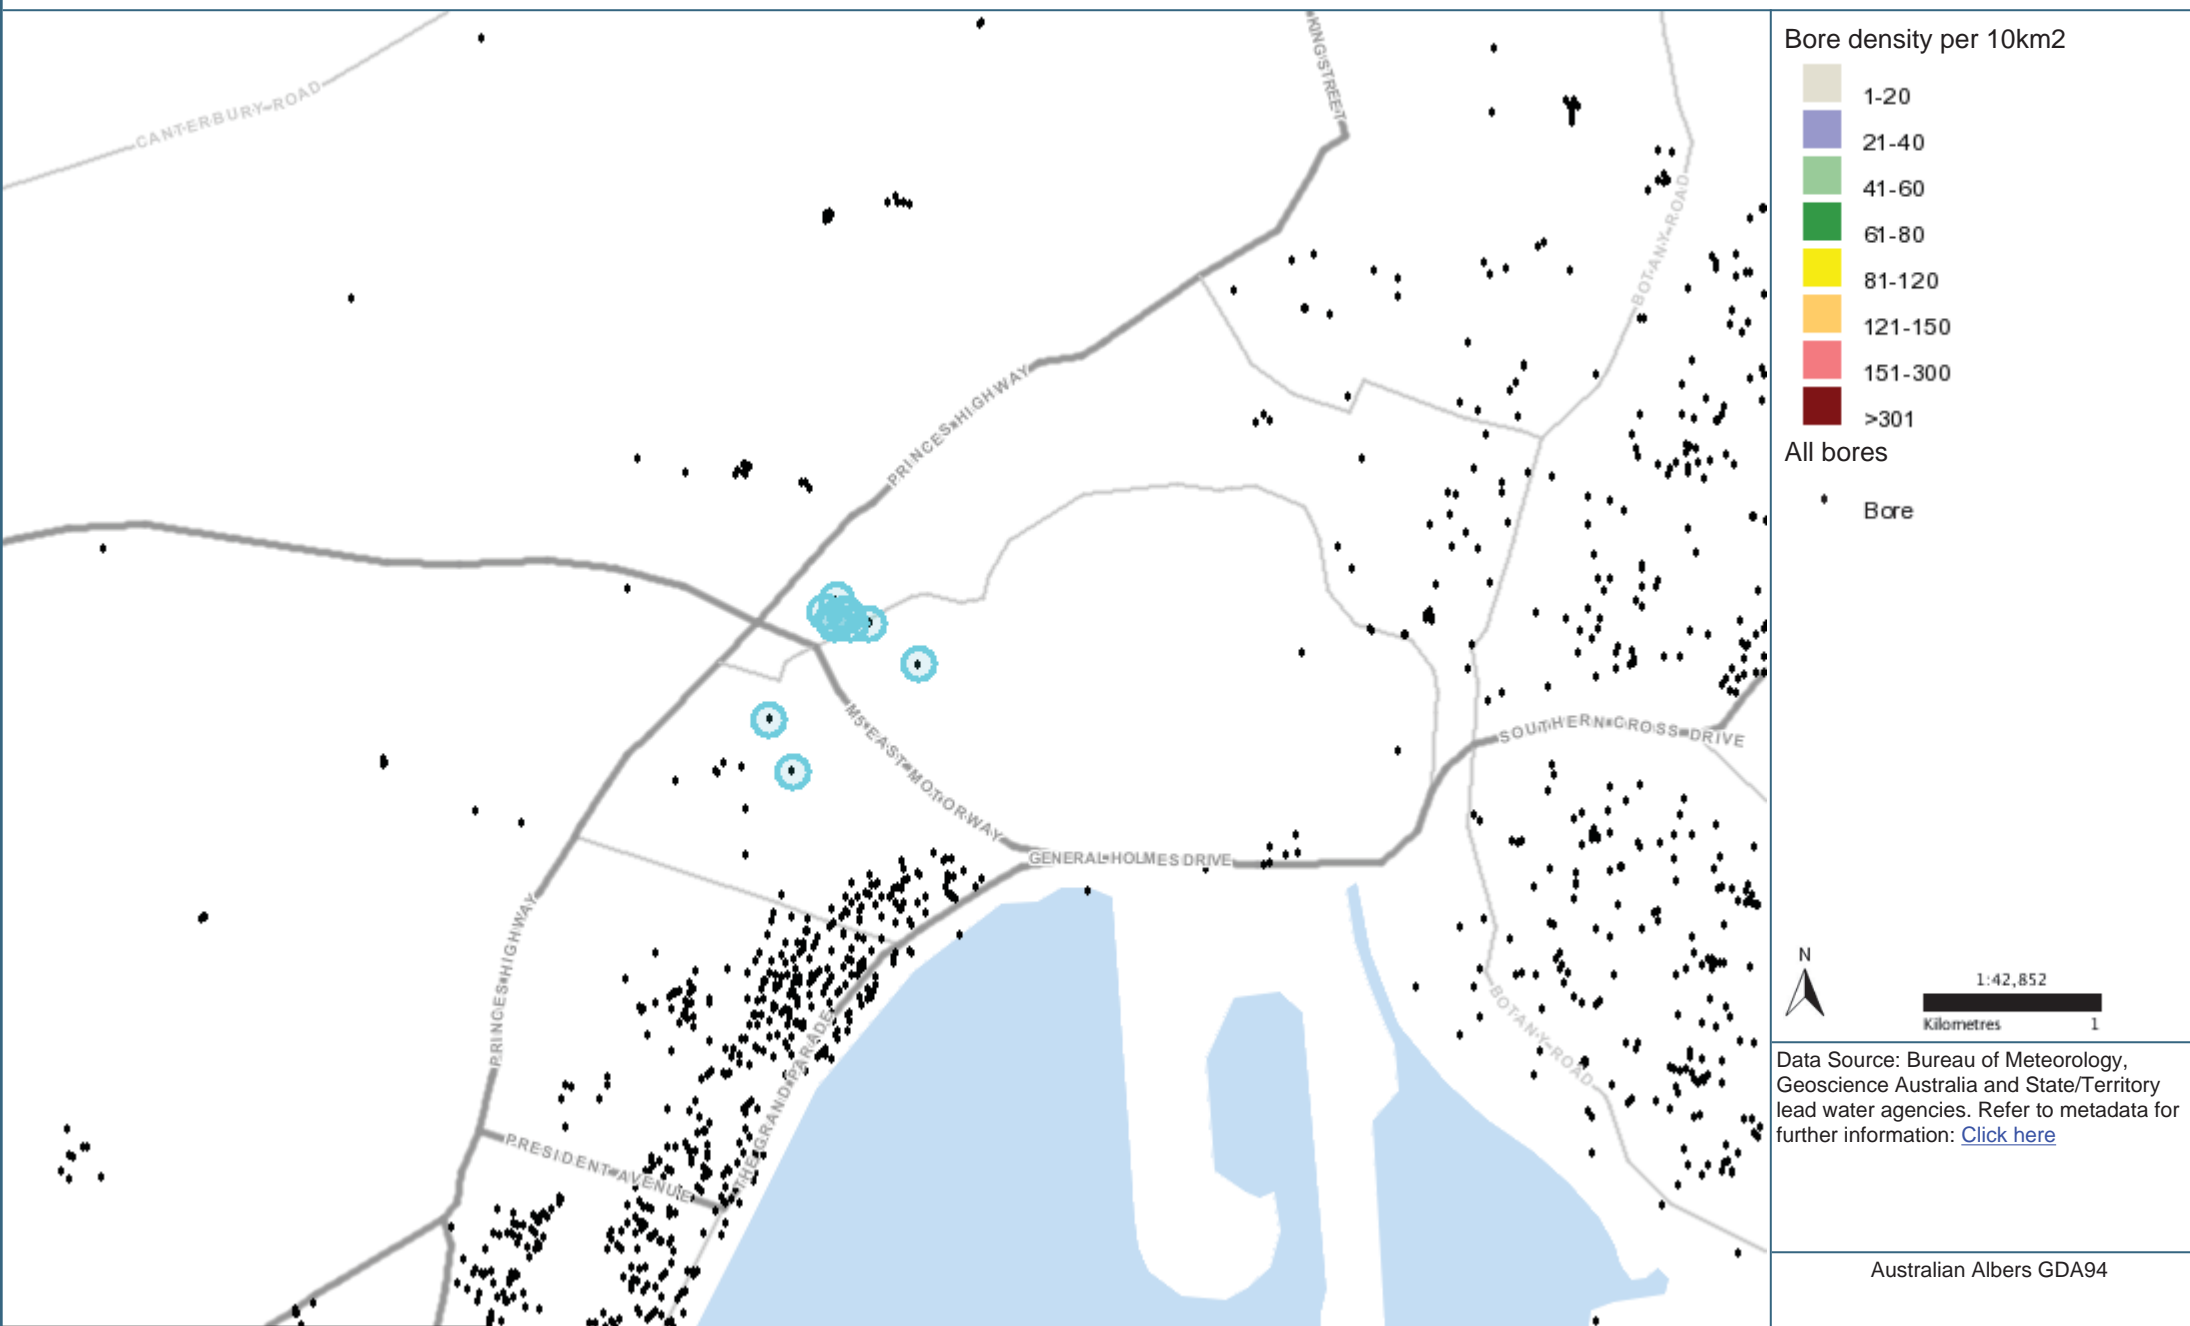 CANTERBURY ROAD
KING STREET
BOTANY ROAD
PRINCES HIGHWAY
M5 EAST MOTORWAY
SOUTHERN CROSS DRIVE
GENERAL HOLMES DRIVE
PRINCES HIGHWAY
THE GRAND PARADE
BOTANY ROAD
PRESIDENT AVENUE
Bore density per 10km2
1-20
21-40
41-60
61-80
81-120
121-150
151-300
>301
All bores
Bore
N
1:42,852
Kilometres 1
Data Source: Bureau of Meteorology,
Geoscience Australia and State/Territory
lead water agencies. Refer to metadata for
further information: Click here
Australian Albers GDA94